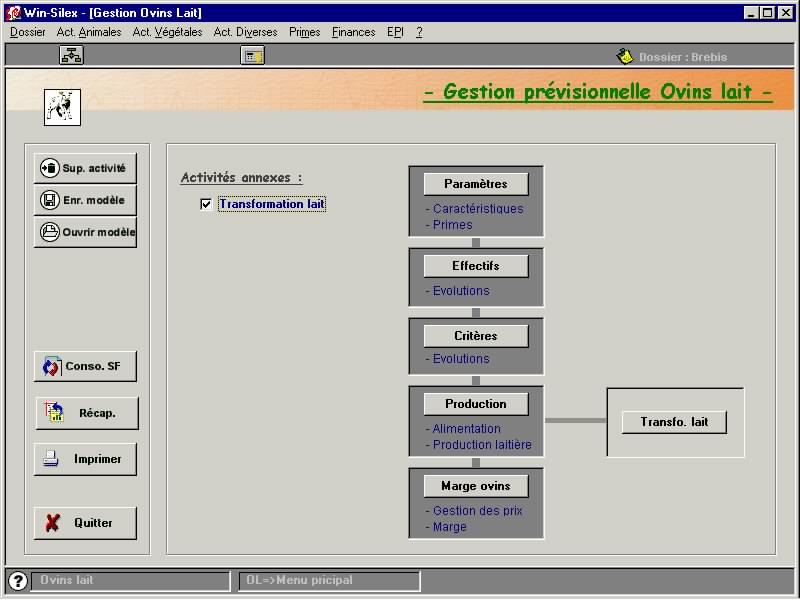 Win-Silex - [Gestion Ovins Lait]
Dossier Act. Animales Act. Végétales Act. Diverses Primes Finances EPI ?
Dossier : Brebis
- Gestion prévisionnelle Ovins lait -
Sup. activité
Enr. modèle
Ouvrir modèle
Conso. SF
Récap.
Imprimer
Quitter
Activités annexes :
Transformation lait
Paramètres
- Caractéristiques
- Primes
Effectifs
- Evolutions
Critères
- Evolutions
Production
- Alimentation
- Production laitière
Transfo. lait
Marge ovins
- Gestion des prix
- Marge
? Ovins lait OL=>Menu pricipal